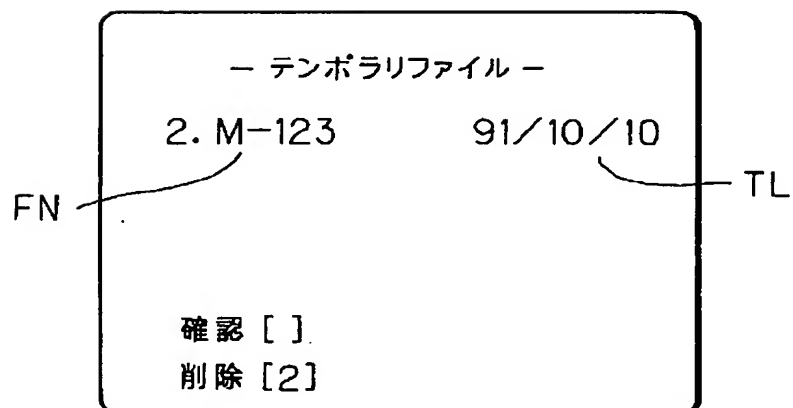 － テンポラリファイル －
2. M-123 91/10/10
FN
TL
確認 [ ]
削除 [2]